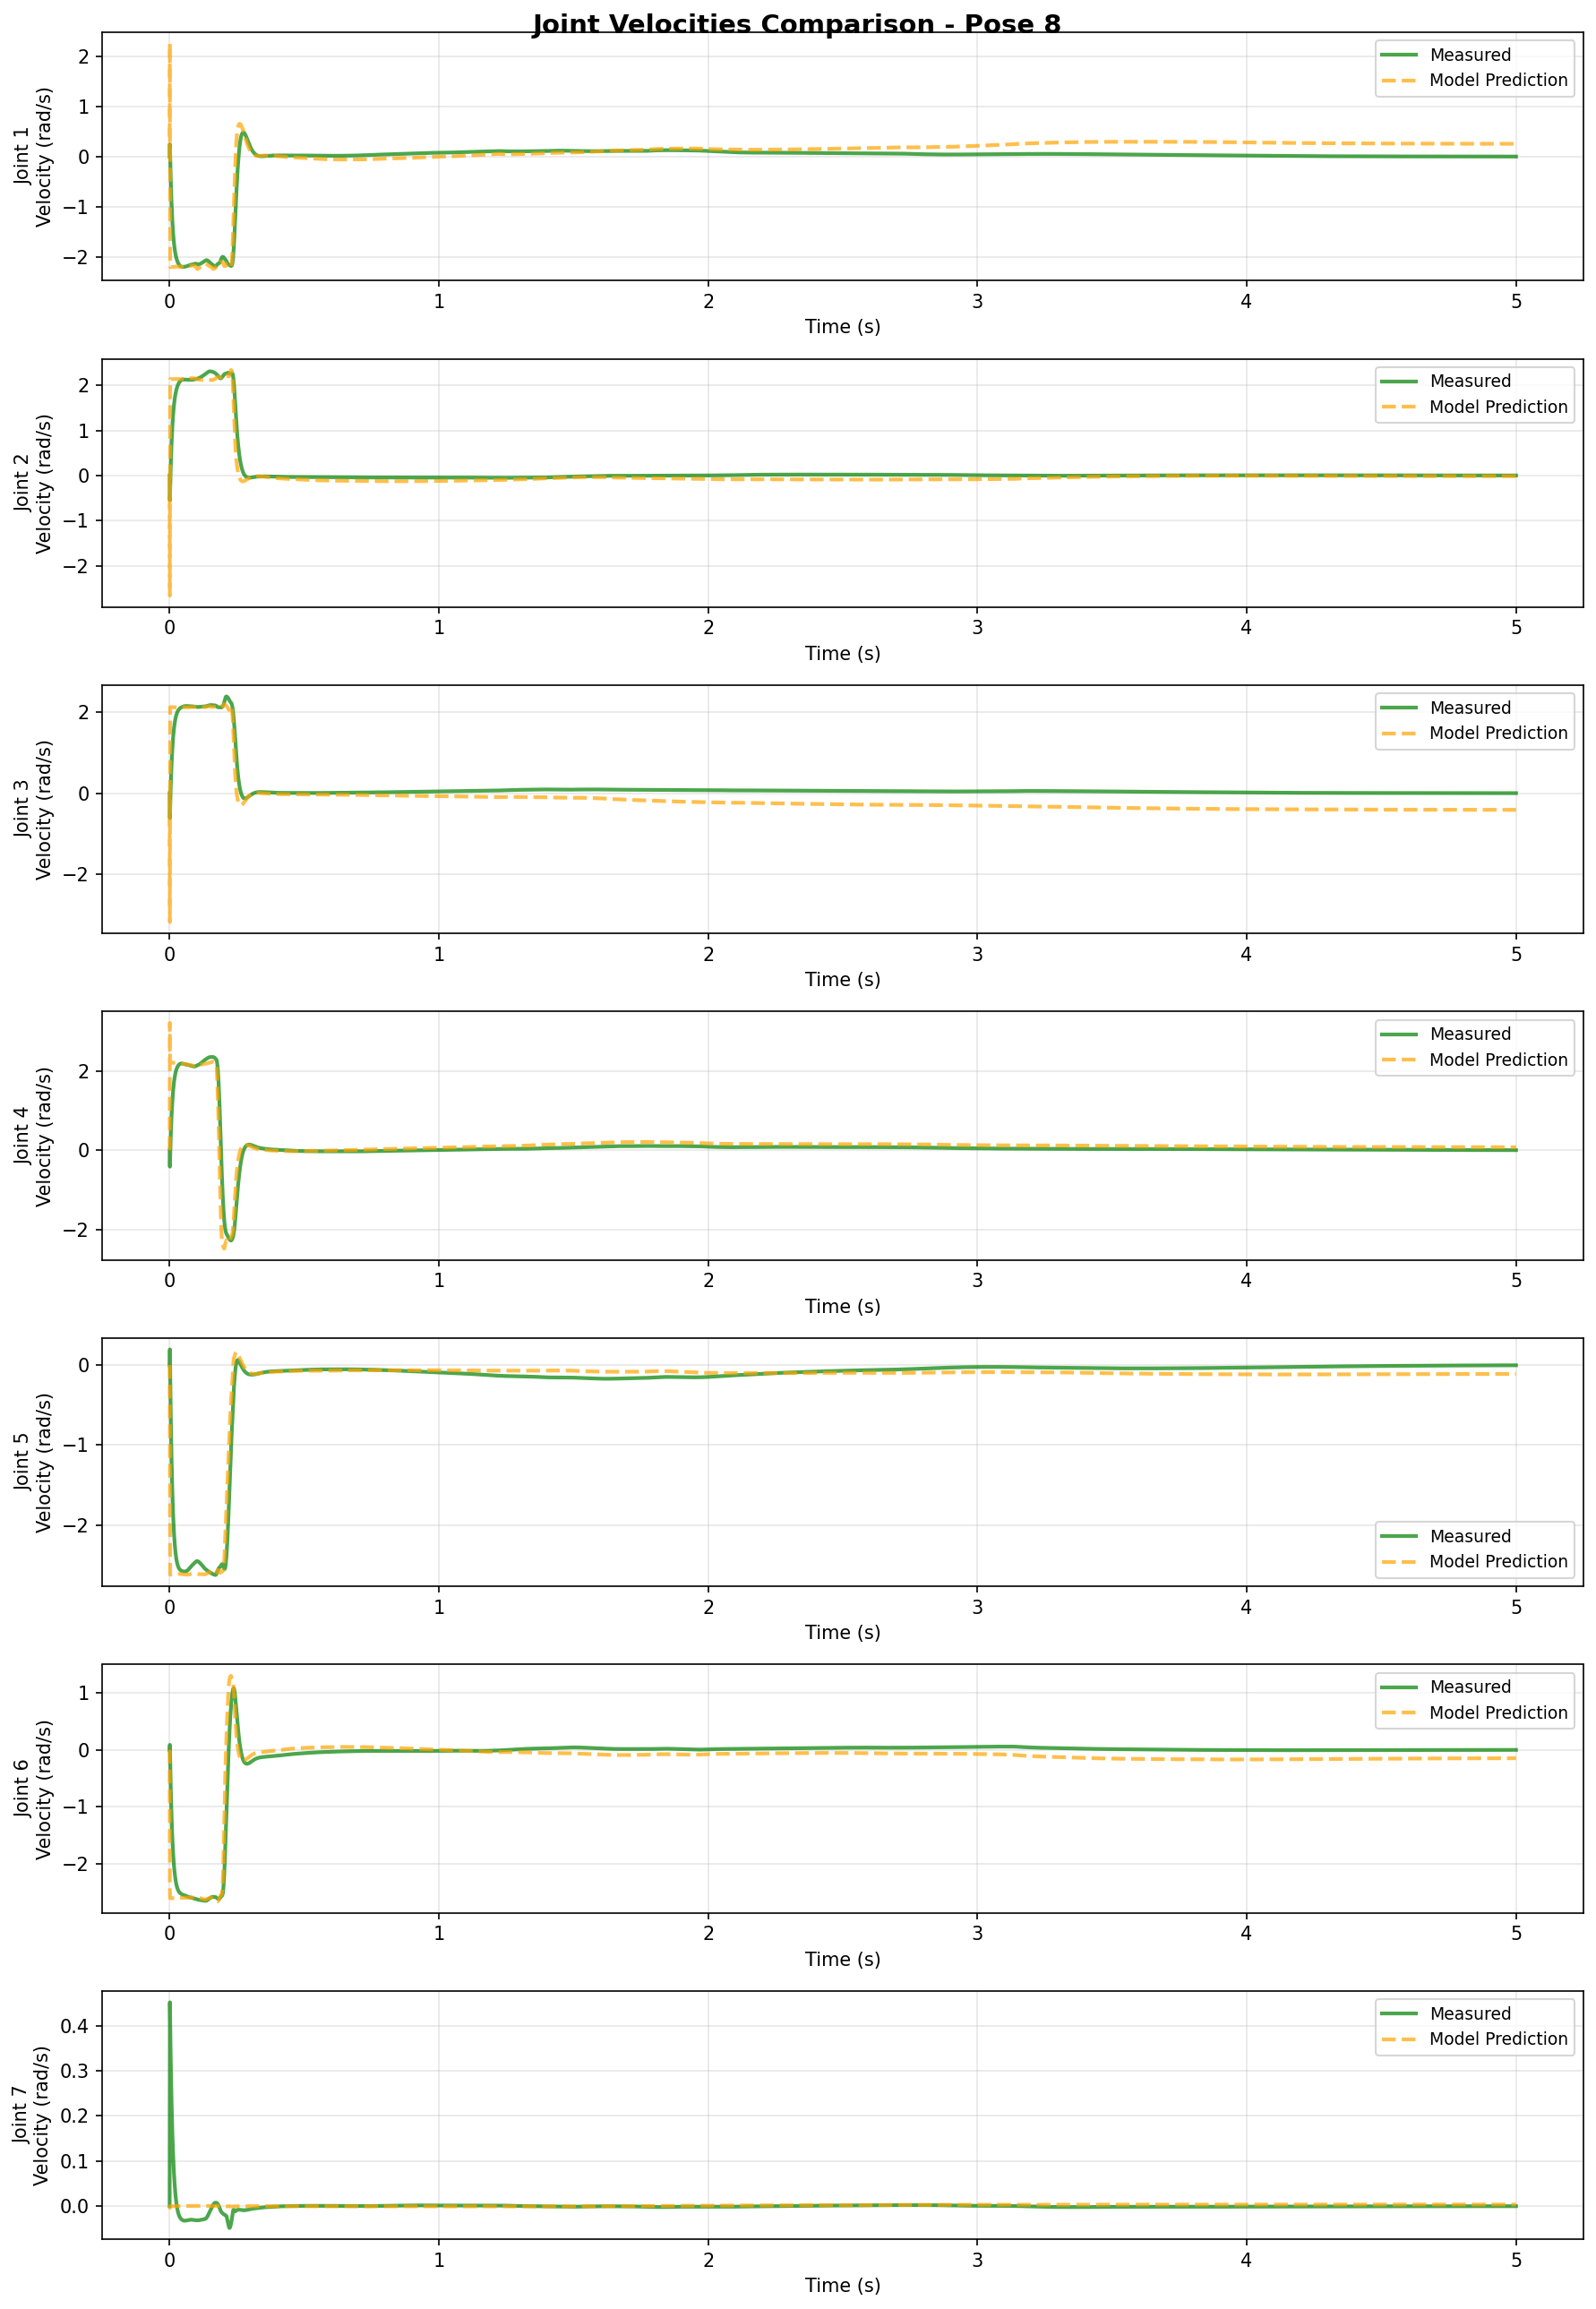 Joint Velocities Comparison - Pose 8
Joint 1
Velocity (rad/s)
2
1
0
−1
−2
Measured
Model Prediction
0 1 2 3 4 5
Time (s)
Joint 2
Velocity (rad/s)
2
1
0
−1
−2
Measured
Model Prediction
0 1 2 3 4 5
Time (s)
Joint 3
Velocity (rad/s)
2
0
−2
Measured
Model Prediction
0 1 2 3 4 5
Time (s)
Joint 4
Velocity (rad/s)
2
0
−2
Measured
Model Prediction
0 1 2 3 4 5
Time (s)
Joint 5
Velocity (rad/s)
0
−1
−2
Measured
Model Prediction
0 1 2 3 4 5
Time (s)
Joint 6
Velocity (rad/s)
1
0
−1
−2
Measured
Model Prediction
0 1 2 3 4 5
Time (s)
Joint 7
Velocity (rad/s)
0.4
0.3
0.2
0.1
0.0
Measured
Model Prediction
0 1 2 3 4 5
Time (s)